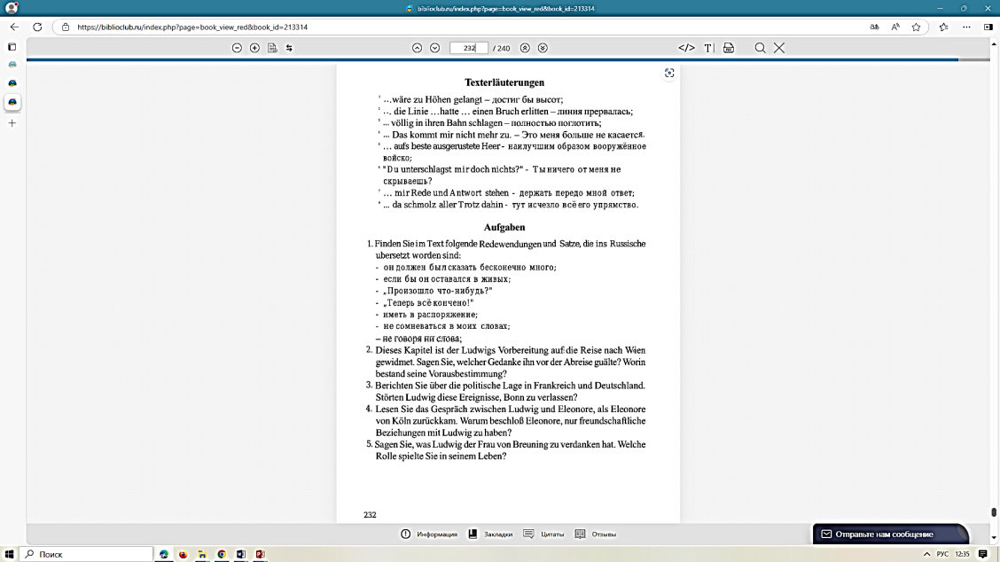 biblioclub.ru/index.php?page=book_view_red&book_id=213314
https://biblioclub.ru/index.php?page=book_view_red&book_id=213314
232 / 240
Texterläuterungen
' ...wäre zu Höhen gelangt – достиг бы высот;
' ... die Linie ...hatte ... einen Bruch erlitten – линия прервалась;
' ... völlig in ihren Bahn schlagen – полностью поглотить;
' ... Das kommt mir nicht mehr zu. – Это меня больше не касается.
' ... aufs beste ausgerustete Heer - наилучшим образом вооружённое
войско;
' "Du unterschlagst mir doch nichts?" - Ты ничего от меня не
скрываешь?
' ... mir Rede und Antwort stehen - держать передо мной ответ;
' ... da schmolz aller Trotz dahin - тут исчезло всё его упрямство.
Aufgaben
1. Finden Sie im Text folgende Redewendungen und Satze, die ins Russische
ubersetzt worden sind:
- он должен был сказать бесконечно много;
- если бы он оставался в живых;
- „Произошло что-нибудь?"
- „Теперь всё кончено!"
- иметь в распоряжение;
- не сомневаться в моих словах;
– не говоря ни слова;
2. Dieses Kapitel ist der Ludwigs Vorbereitung auf die Reise nach Wien
gewidmet. Sagen Sie, welcher Gedanke ihn vor der Abreise guälte? Worin
bestand seine Vorausbestimmung?
3. Berichten Sie über die politische Lage in Frankreich und Deutschland.
Störten Ludwig diese Ereignisse, Bonn zu verlassen?
4. Lesen Sie das Gespräch zwischen Ludwig und Eleonore, als Eleonore
von Köln zurückkam. Warum beschloß Eleonore, nur freundschaftliche
Beziehungen mit Ludwig zu haben?
5. Sagen Sie, was Ludwig der Frau von Breuning zu verdanken hat. Welche
Rolle spielte Sie in seinem Leben?
232
Информация Закладки Цитаты Отзывы
Отправьте нам сообщение
Поиск
РУС 12:35